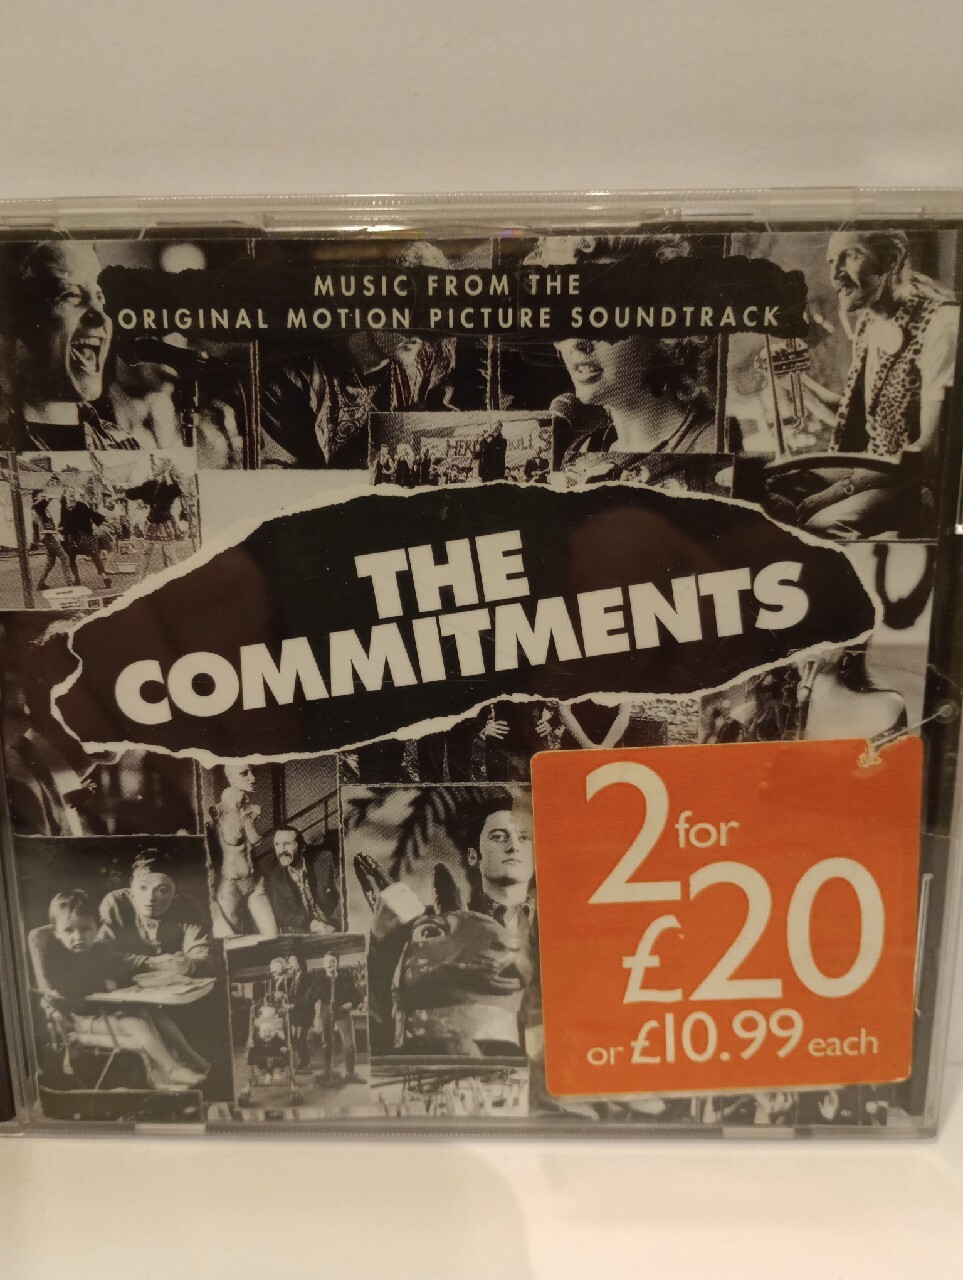 MUSIC FROM THE
ORIGINAL MOTION PICTURE SOUNDTRACK
THE
COMMITMENTS
2 for
£20
or £10.99 each